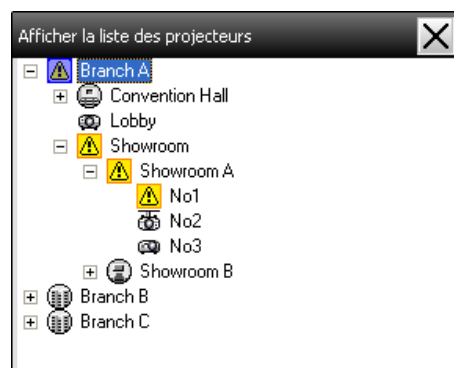 Afficher la liste des projecteurs
Branch A
Convention Hall
Lobby
Showroom
Showroom A
No1
No2
No3
Showroom B
Branch B
Branch C